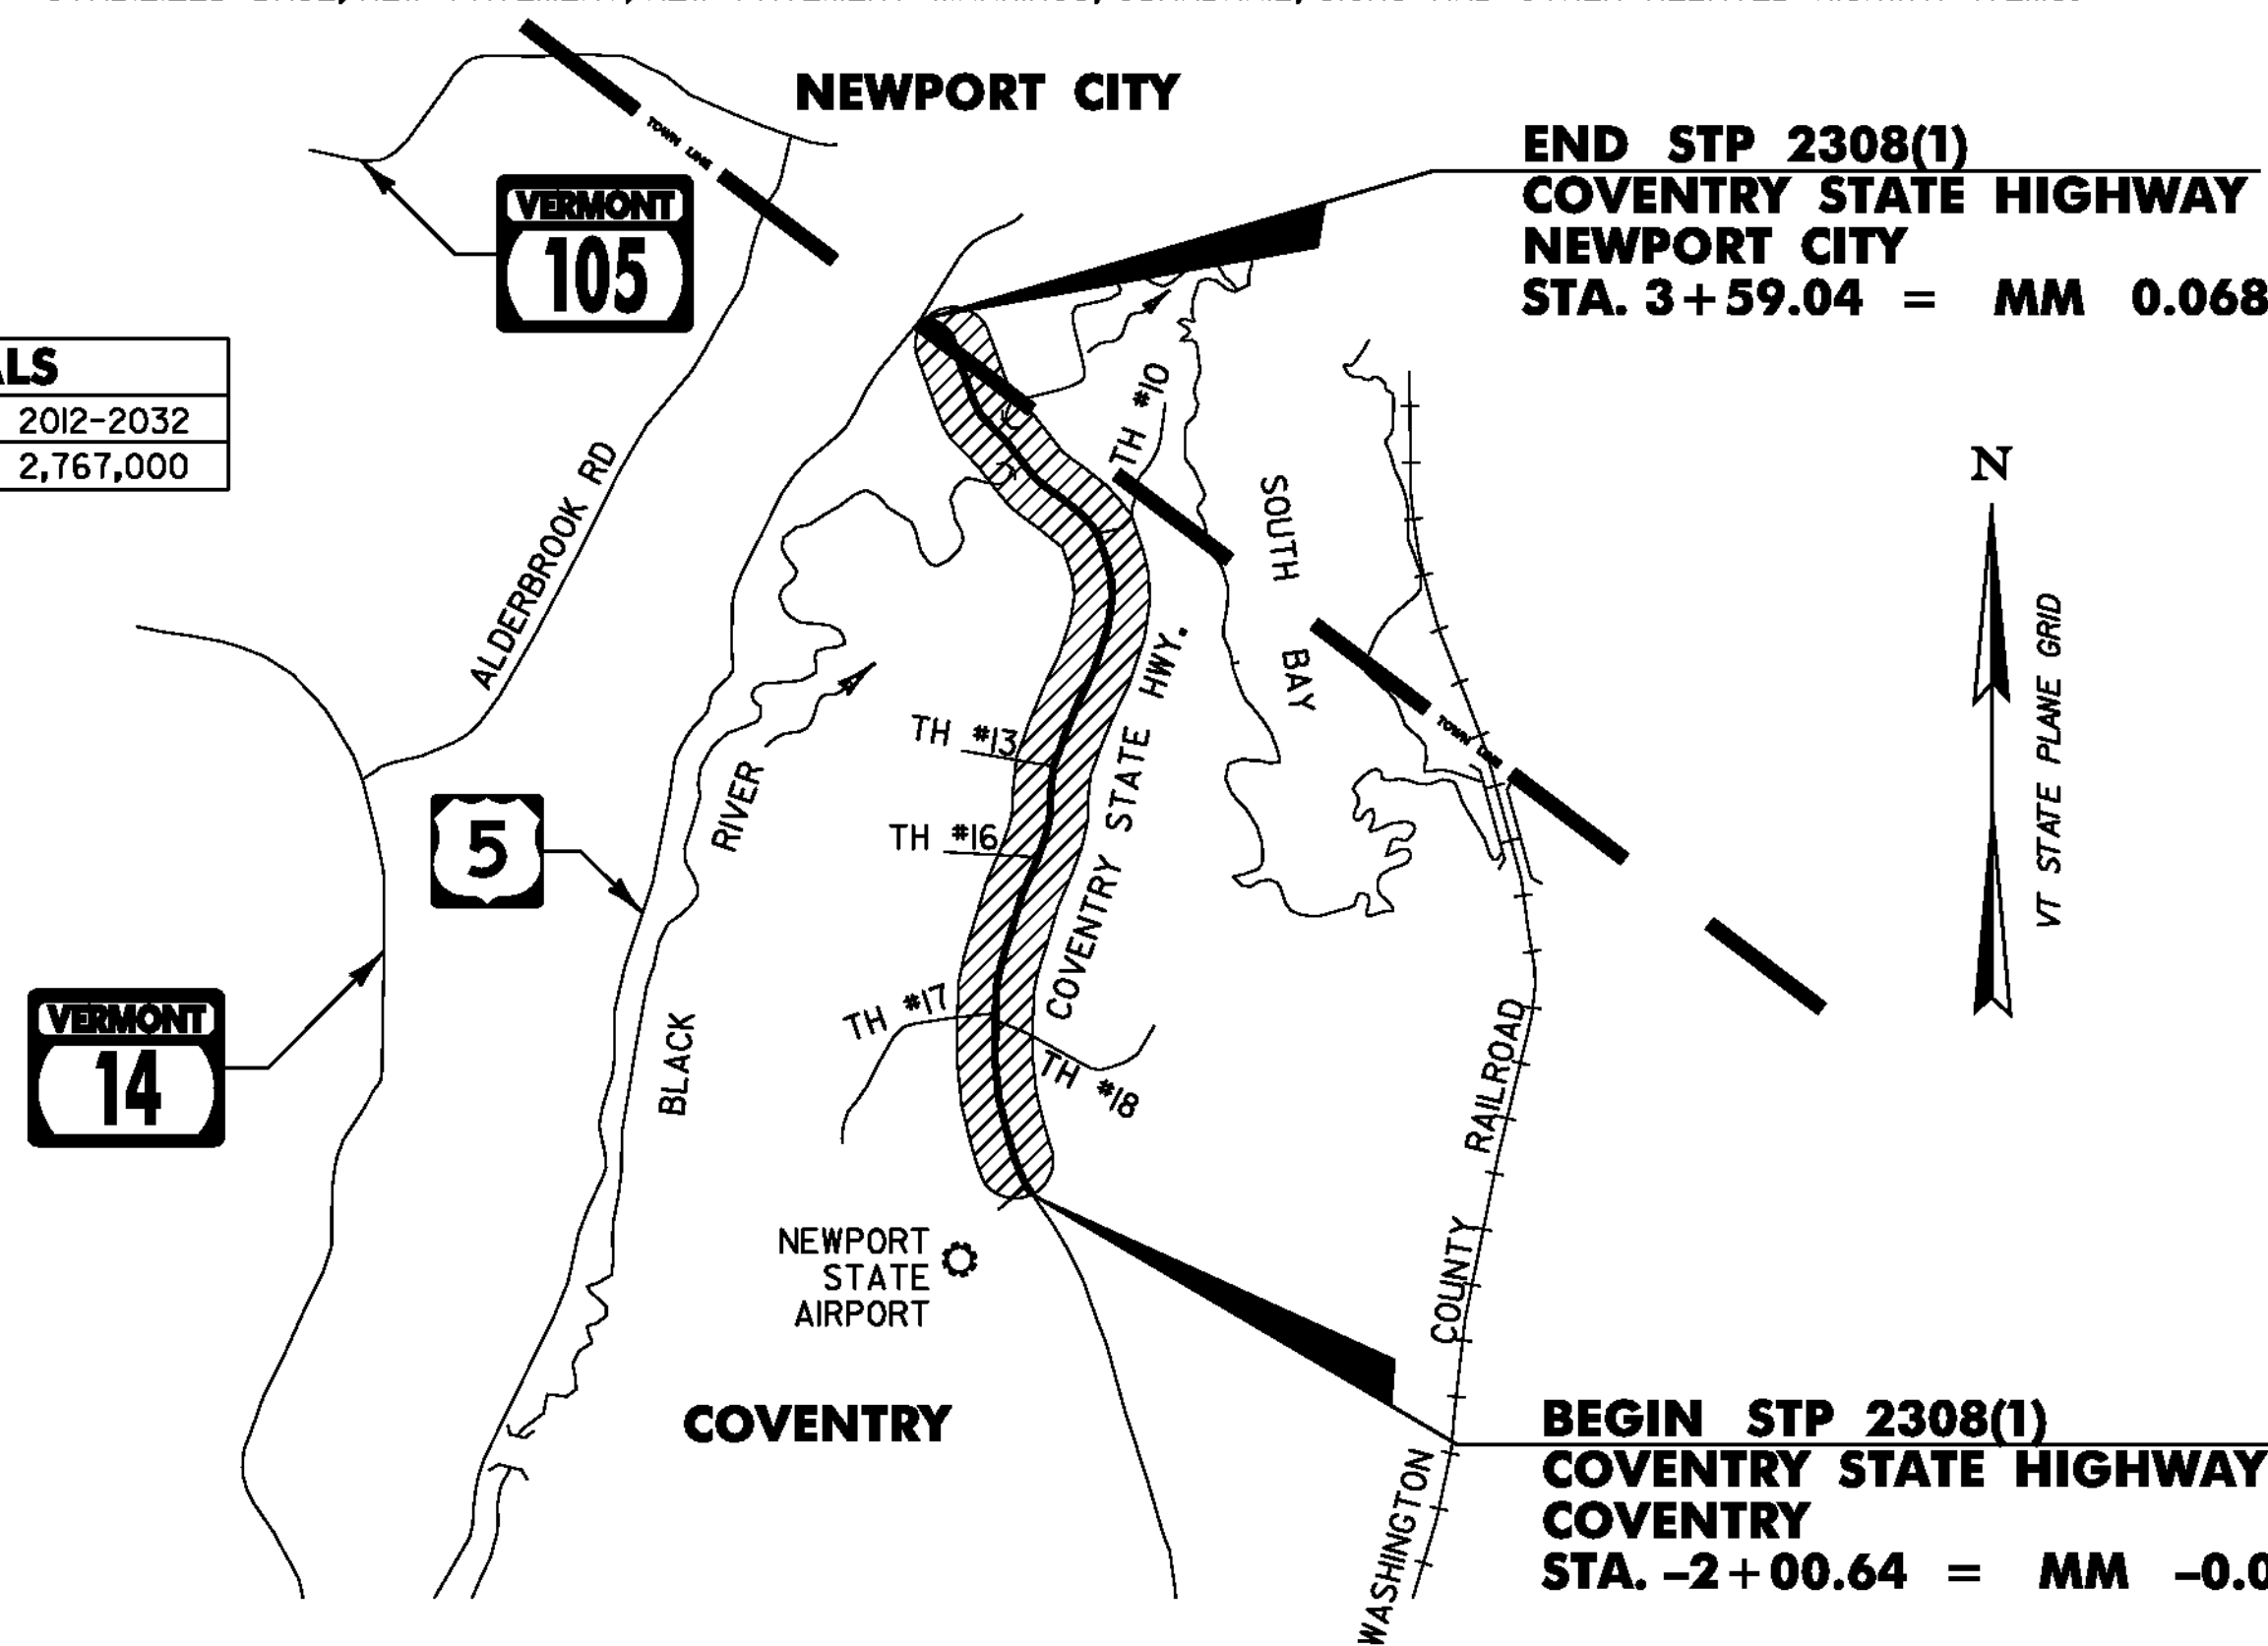 NEWPORT CITY
TOWN LINE
END STP 2308(1)
COVENTRY STATE HIGHWAY
NEWPORT CITY
STA. 3+59.04 = MM 0.068
VERMONT
105
2012-2032
2,767,000
TH #10
SOUTH BAY
N
VT STATE PLANE GRID
ALDERBROOK RD
COVENTRY STATE HWY.
TOWN LINE
TH #13
TH #16
5
BLACK RIVER
TH #17
TH #18
VERMONT
14
NEWPORT
STATE
AIRPORT
COVENTRY
WASHINGTON COUNTY RAILROAD
BEGIN STP 2308(1)
COVENTRY STATE HIGHWAY
COVENTRY
STA. -2+00.64 = MM -0.0